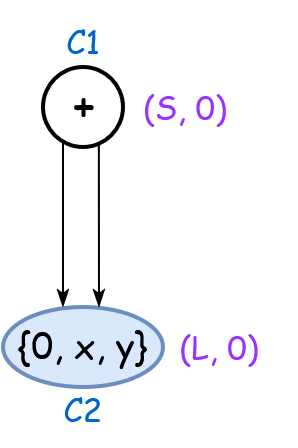 C1
+
(S, 0)
{0, x, y}
(L, 0)
C2